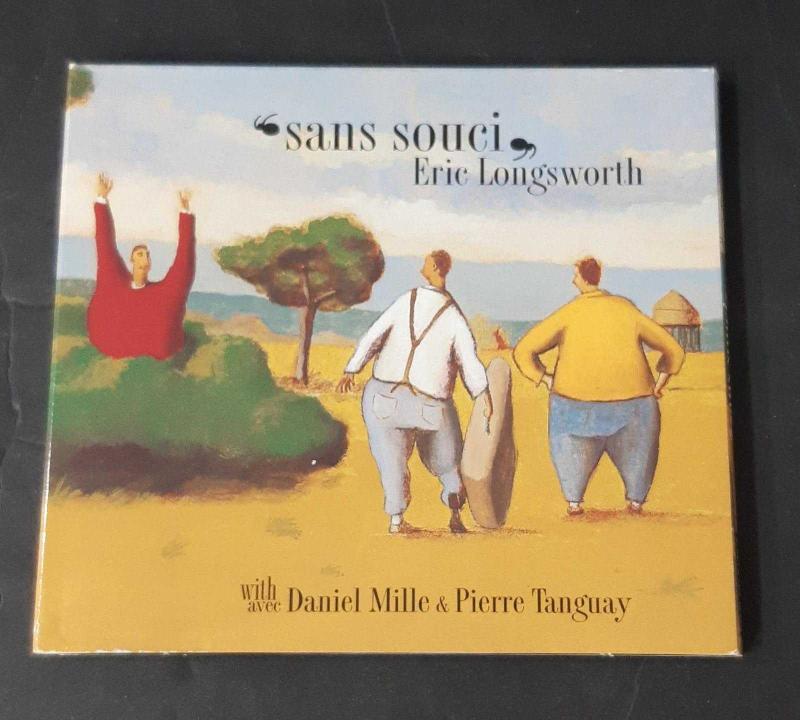 “sans souci„
Eric Longsworth
with avec Daniel Mille & Pierre Tanguay